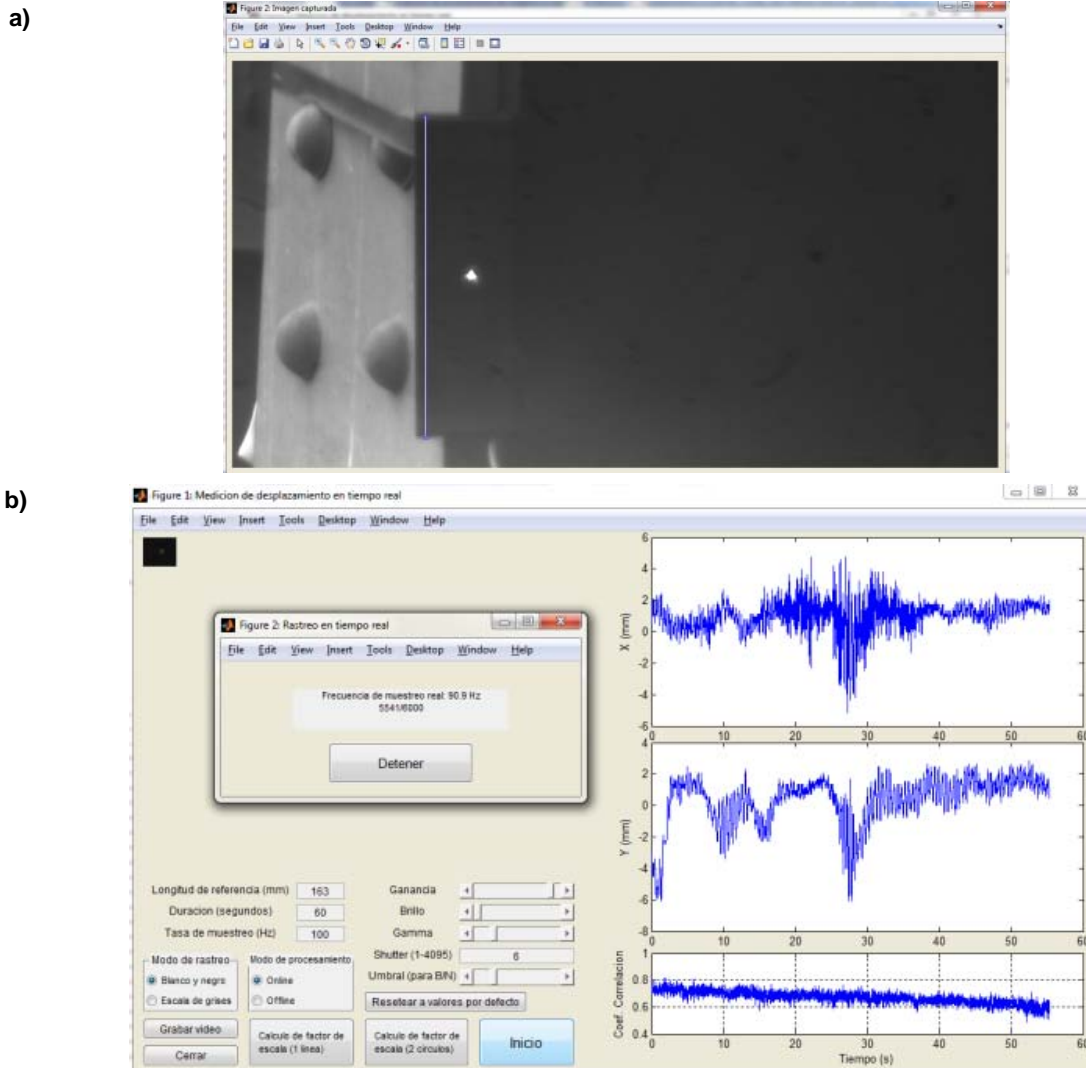 a)
Figure 2: Imagen capturada
File Edit View Insert Tools Desktop Window Help
b)
Figure 1: Medicion de desplazamiento en tiempo real
File Edit View Insert Tools Desktop Window Help
Figure 2: Rastreo en tiempo real
File Edit View Insert Tools Desktop Window Help
Frecuencia de muestreo real: 90.9 Hz
5541/6000
Detener
Longitud de referencia (mm) 163
Duracion (segundos) 60
Tasa de muestreo (Hz) 100
Ganancia
Brillo
Gamma
Shutter (1-4095) 6
Umbral (para B/N)
Modo de rastreo
Blanco y negro
Escala de grises
Modo de procesamiento
Online
Offline
Resetear a valores por defecto
Grabar video
Cerrar
Calculo de factor de
escala (1 linea)
Calculo de factor de
escala (2 circulos)
Inicio
X (mm)
6
4
2
0
-2
-4
-6
0 10 20 30 40 50 60
Y (mm)
4
2
0
-2
-4
-6
-8
0 10 20 30 40 50 60
Coef. Correlacion
1
0.8
0.6
0.4
0 10 20 30 40 50 60
Tiempo (s)